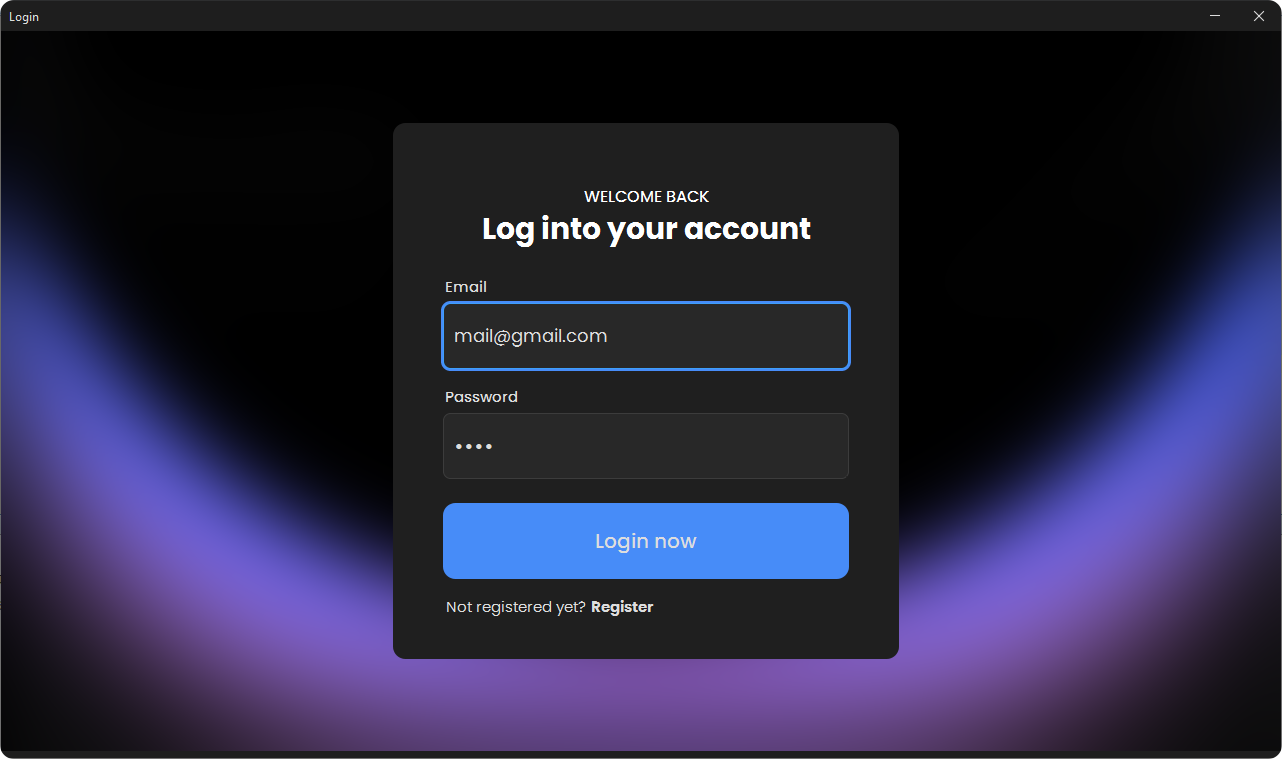 Login
WELCOME BACK
Log into your account
Email
mail@gmail.com
Password
••••
Login now
Not registered yet? Register